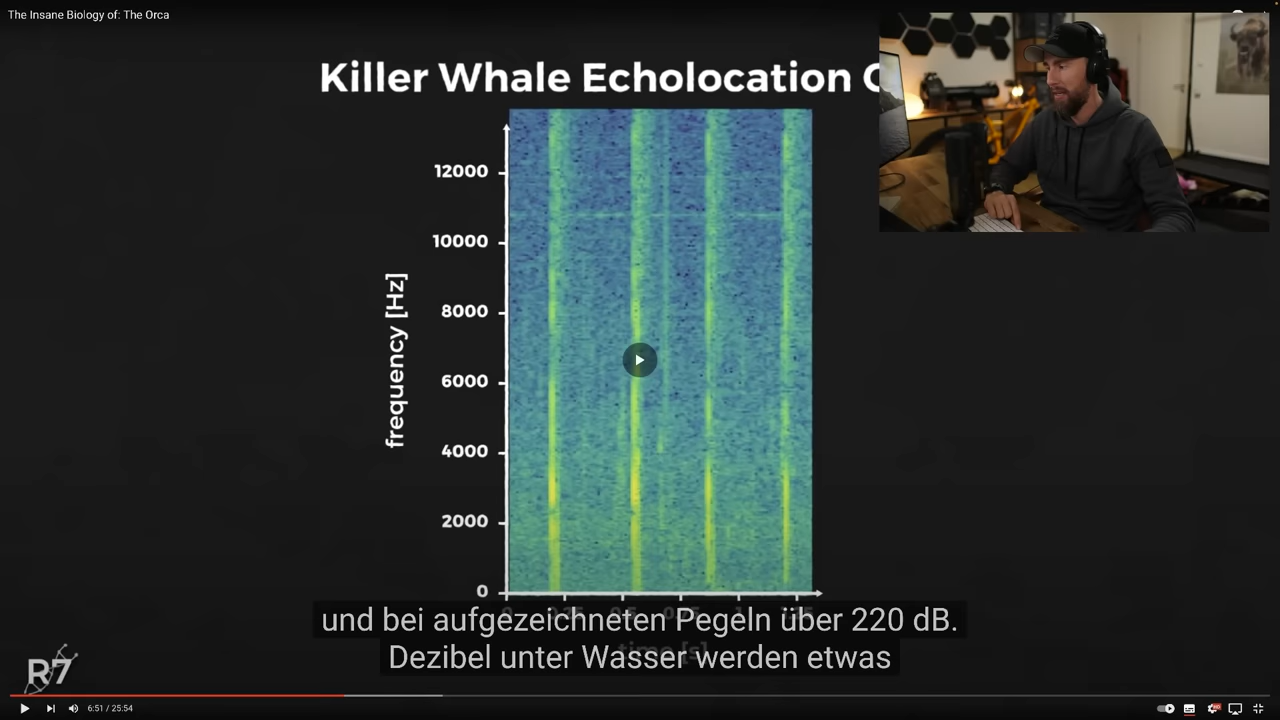 The Insane Biology of: The Orca
Killer Whale Echolocation
12000
10000
8000
6000
4000
2000
0
frequency [Hz]
und bei aufgezeichneten Pegeln über 220 dB.
Dezibel unter Wasser werden etwas
time [s]
R7
6:51 / 25:54